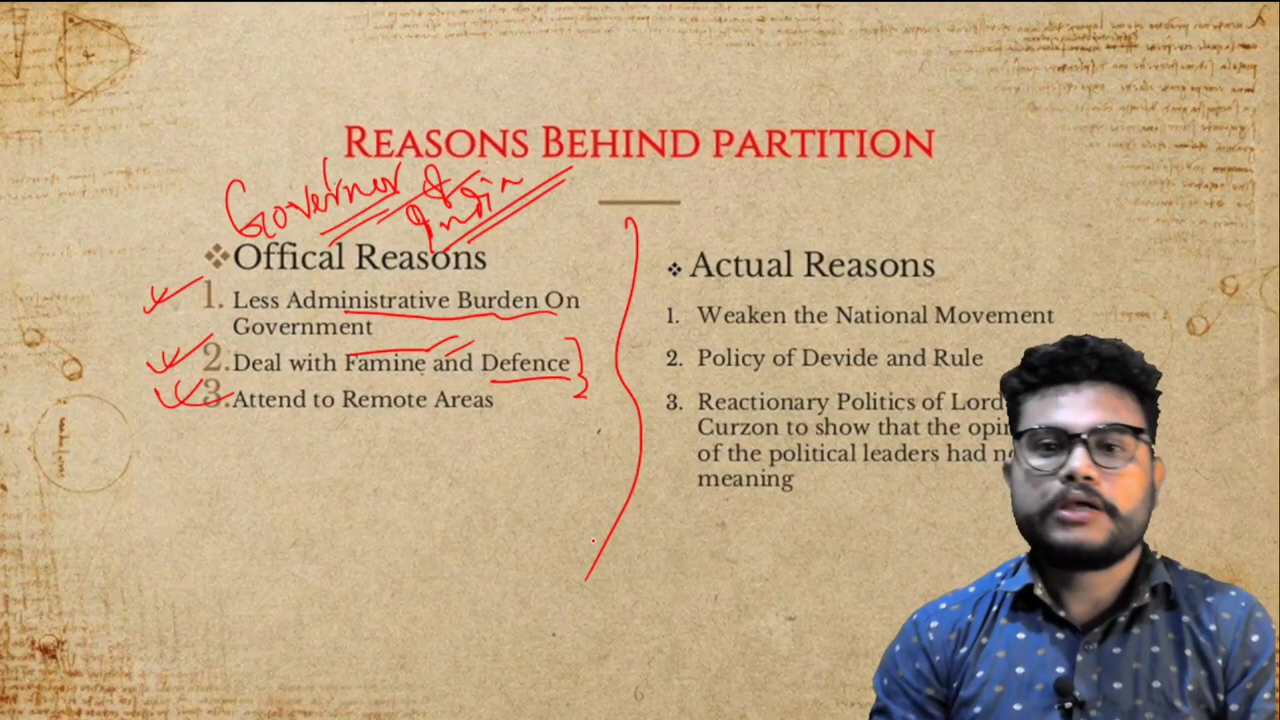 REASONS BEHIND PARTITION
Governer of
India
Offical Reasons
1. Less Administrative Burden On
Government
2. Deal with Famine and Defence
3. Attend to Remote Areas
Actual Reasons
1. Weaken the National Movement
2. Policy of Devide and Rule
3. Reactionary Politics of Lord
Curzon to show that the
of the political leaders had
meaning
6